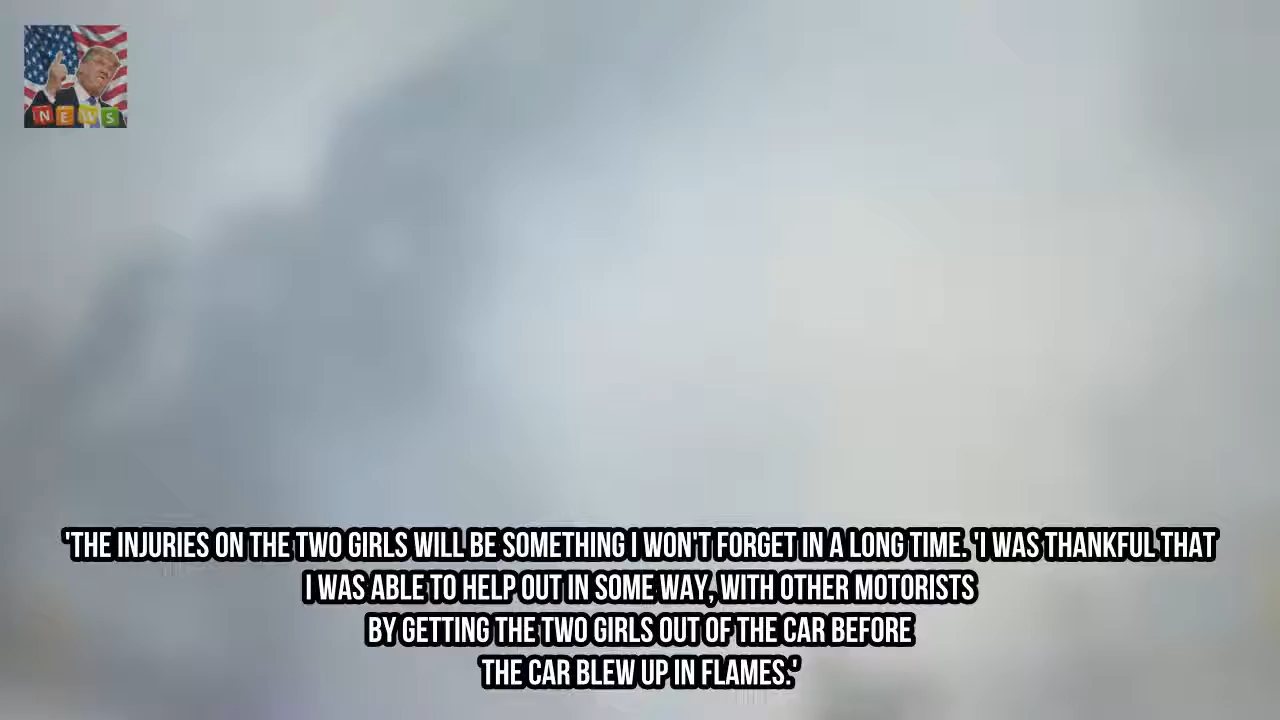 NEWS
'THE INJURIES ON THE TWO GIRLS WILL BE SOMETHING I WON'T FORGET IN A LONG TIME. 'I WAS THANKFUL THAT
I WAS ABLE TO HELP OUT IN SOME WAY, WITH OTHER MOTORISTS
BY GETTING THE TWO GIRLS OUT OF THE CAR BEFORE
THE CAR BLEW UP IN FLAMES.'